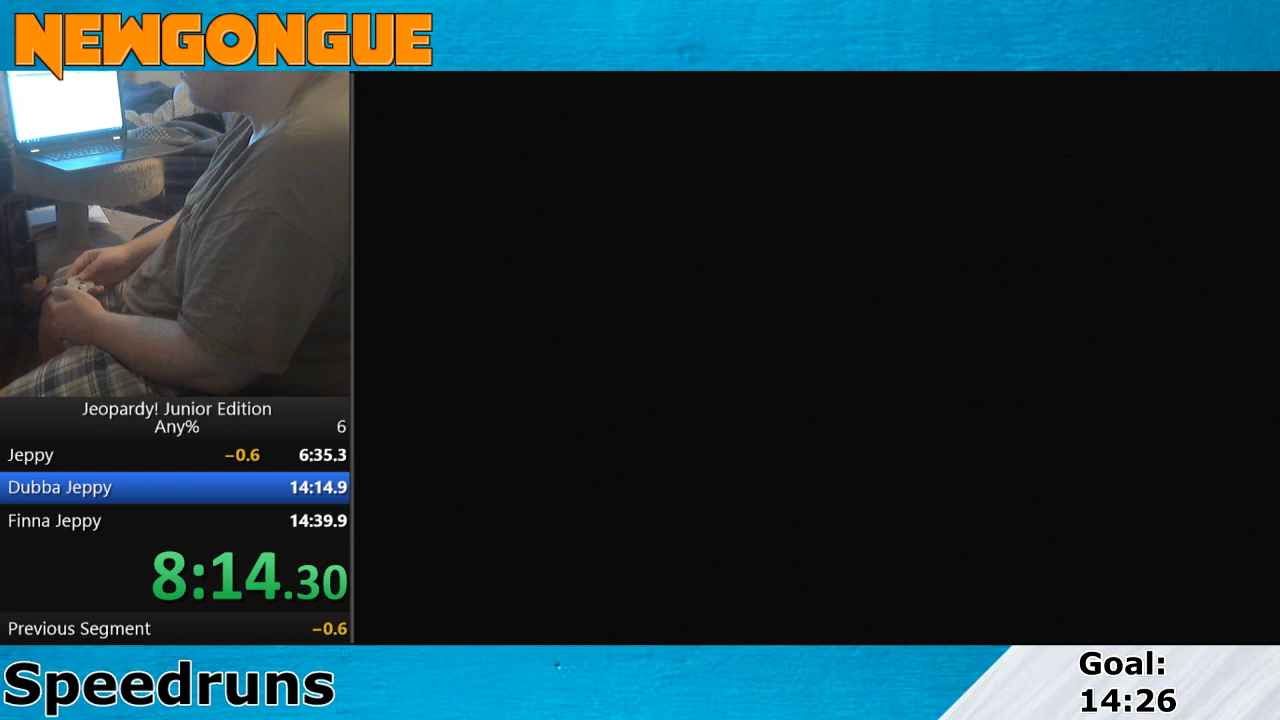 NEWGONGUE
Jeopardy! Junior Edition
Any% 6
Jeppy −0.6 6:35.3
Dubba Jeppy 14:14.9
Finna Jeppy 14:39.9
8:14.30
Previous Segment −0.6
Speedruns
Goal:
14:26